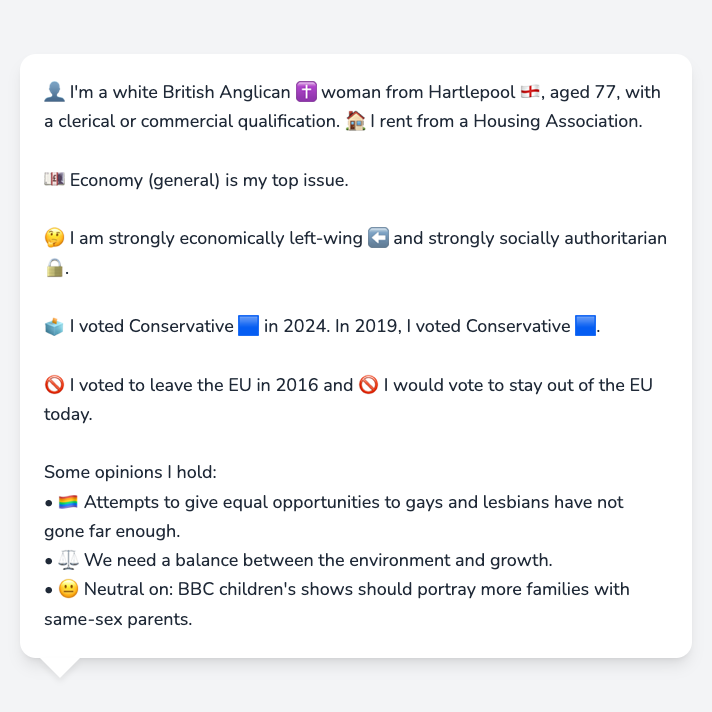 👤 I'm a white British Anglican ✝️ woman from Hartlepool 🏴󠁧󠁢󠁥󠁮󠁧󠁿, aged 77, with
a clerical or commercial qualification. 🏠 I rent from a Housing Association.
💷 Economy (general) is my top issue.
🤔 I am strongly economically left-wing ⬅️ and strongly socially authoritarian
🔒.
🗳️ I voted Conservative 🟦 in 2024. In 2019, I voted Conservative 🟦.
🚫 I voted to leave the EU in 2016 and 🚫 I would vote to stay out of the EU
today.
Some opinions I hold:
• 🏳️‍🌈 Attempts to give equal opportunities to gays and lesbians have not
gone far enough.
• ⚖️ We need a balance between the environment and growth.
• 😐 Neutral on: BBC children's shows should portray more families with
same-sex parents.